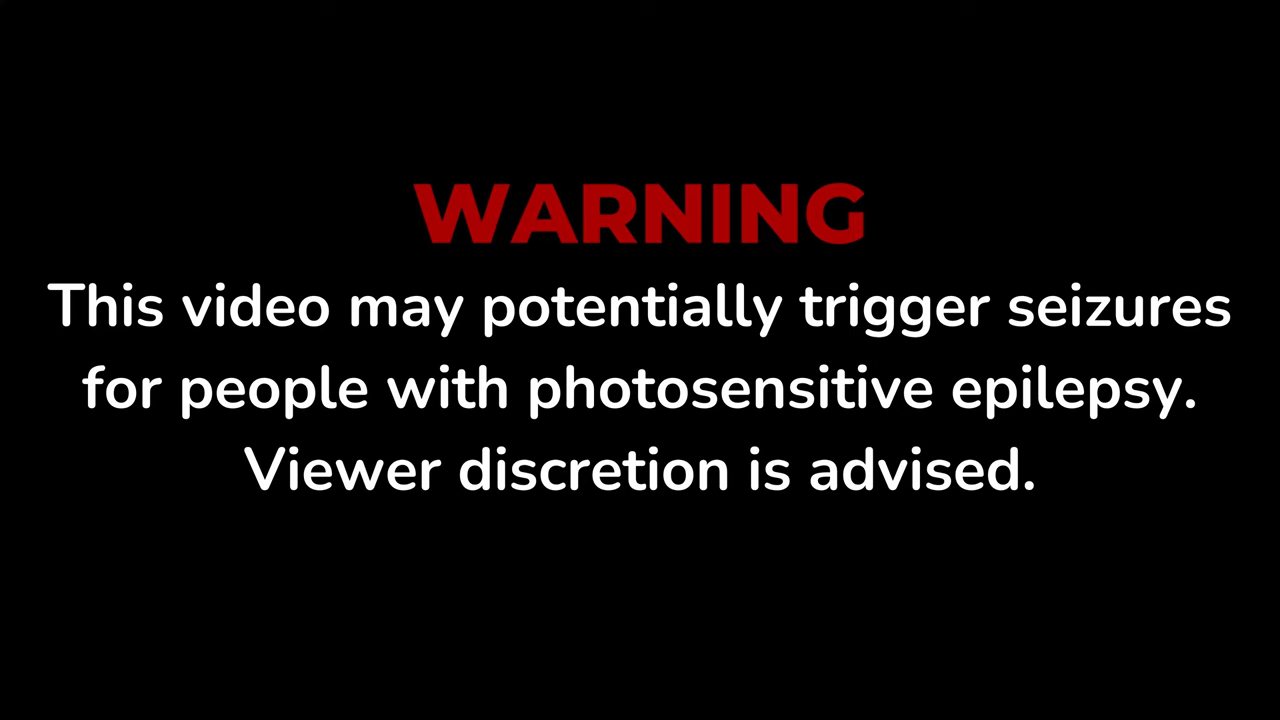 WARNING
This video may potentially trigger seizures
for people with photosensitive epilepsy.
Viewer discretion is advised.